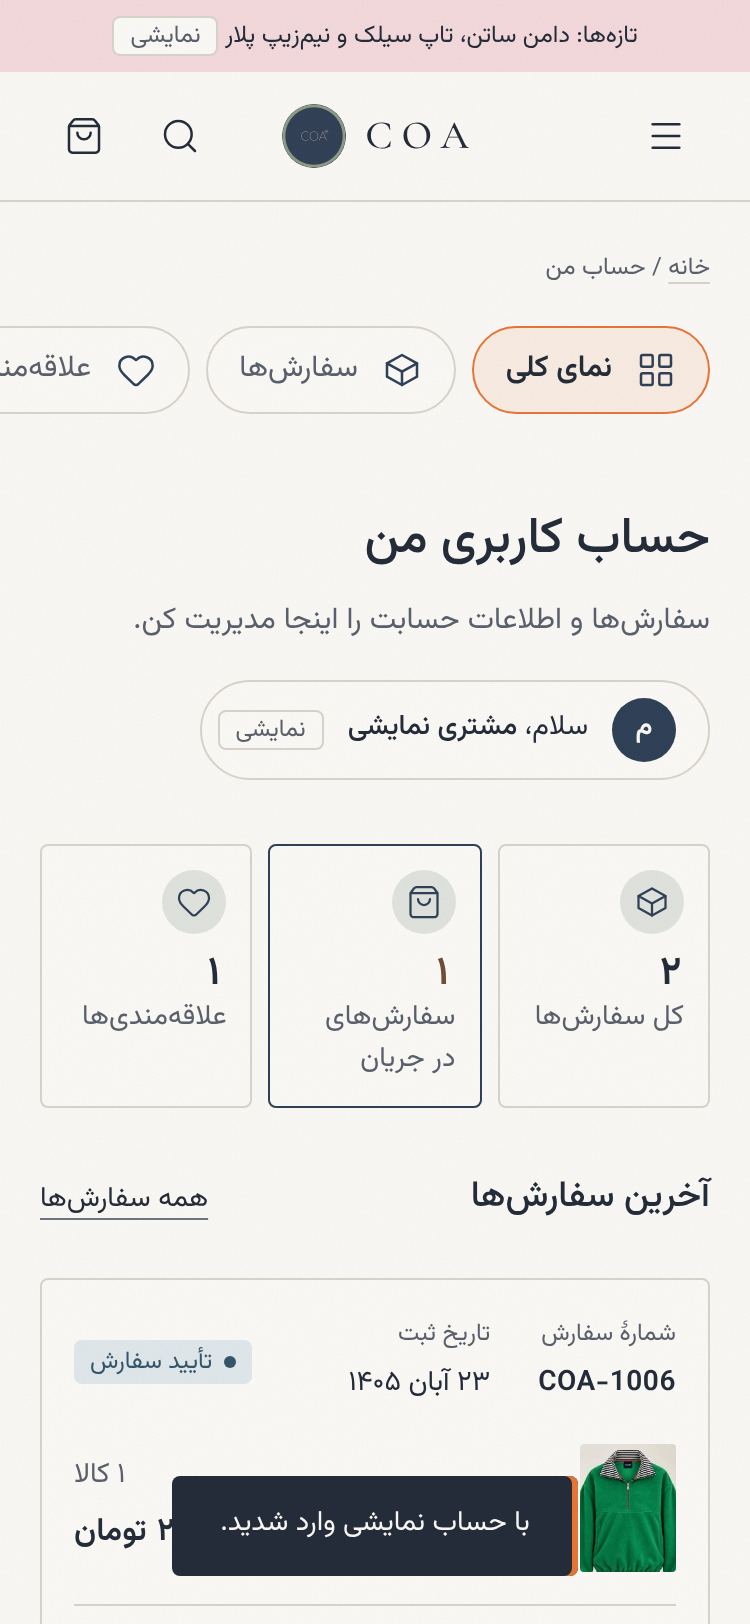 تازه‌ها: دامن ساتن، تاپ سیلک و نیم‌زیپ پلار نمایشی
COA COA
خانه / حساب من
نمای کلی سفارش‌ها
حساب کاربری من
سفارش‌ها و اطلاعات حسابت را اینجا مدیریت کن.
م سلام، مشتری نمایشی نمایشی
۲
کل سفارش‌ها
۱
سفارش‌های
در جریان
۱
علاقه‌مندی‌ها
آخرین سفارش‌ها همه سفارش‌ها
شمارهٔ سفارش تاریخ ثبت
COA-1006 ۲۳ آبان ۱۴۰۵ تأیید سفارش
۱ کالا
تومان
با حساب نمایشی وارد شدید.